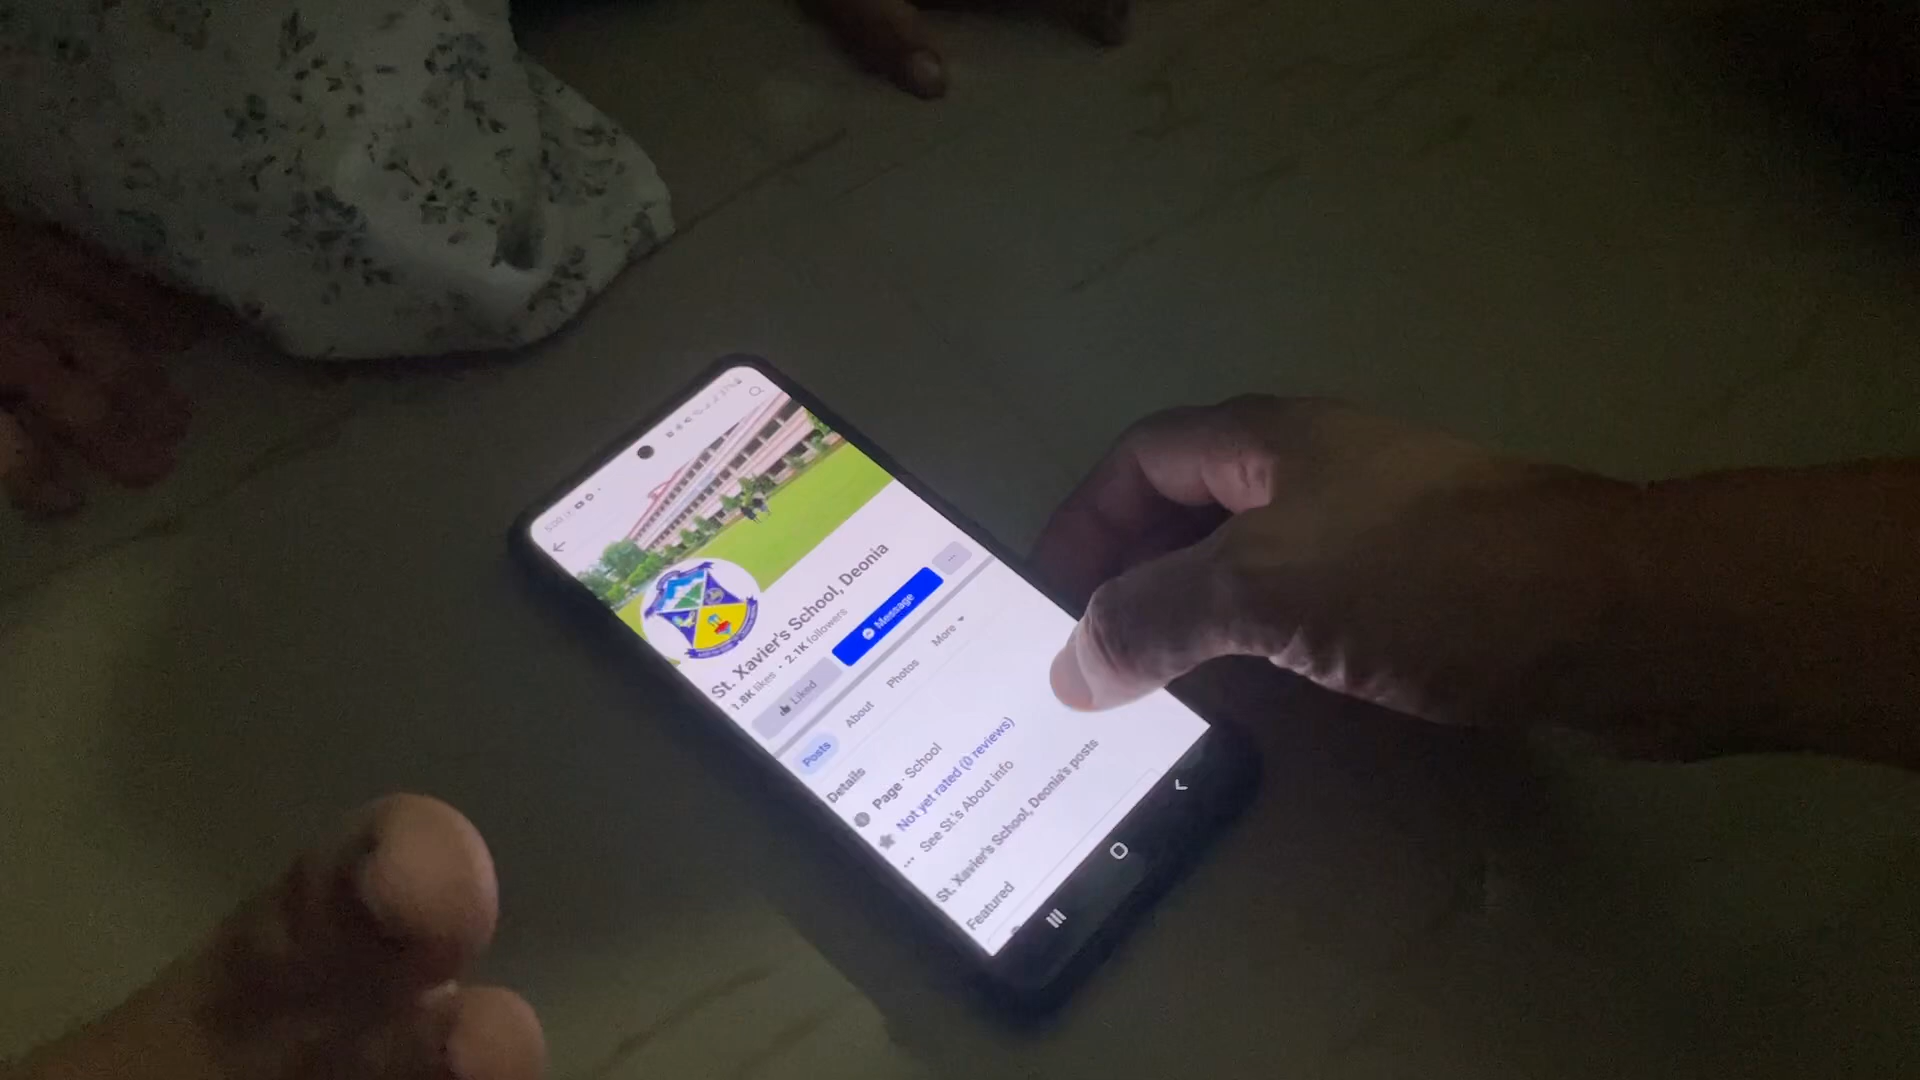 St. Xavier's School, Deonia
1.8K likes • 2.1K followers
Liked
Message
Posts
About
Photos
More
Details
Page · School
Not yet rated (0 reviews)
See St.'s About info
St. Xavier's School, Deonia's posts
Featured